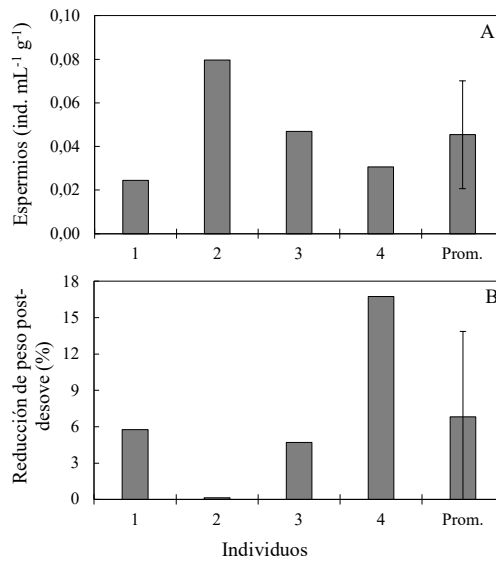 0,10
A
0,08
0,06
0,04
0,02
0,00
Espermios (ind. mL⁻¹ g⁻¹)
1 2 3 4 Prom.
18
B
15
12
9
6
3
0
Reducción de peso post-
desove (%)
1 2 3 4 Prom.
Individuos